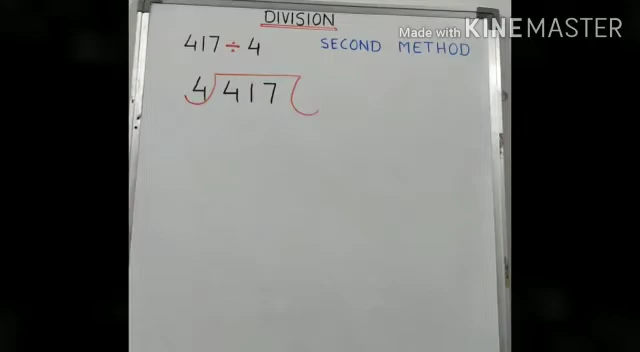 DIVISION
Made with KINEMASTER
417 ÷ 4
SECOND METHOD
4 417